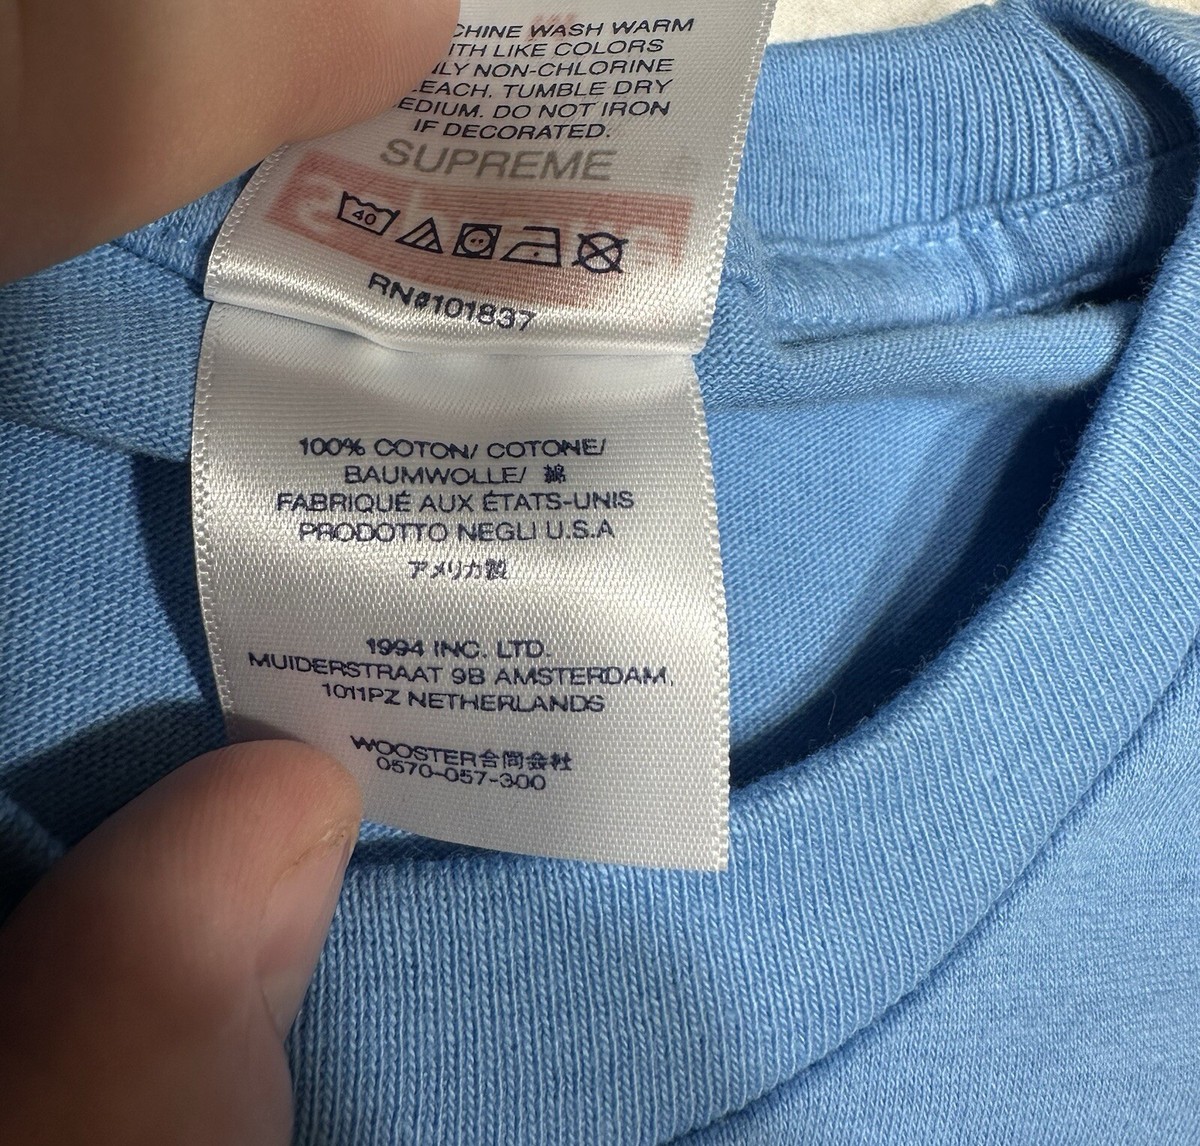 CHINE WASH WARM
ITH LIKE COLORS
LY NON-CHLORINE
EACH. TUMBLE DRY
EDIUM. DO NOT IRON
IF DECORATED.
SUPREME
40
RN#101837
100% COTON/ COTONE/
BAUMWOLLE/ 綿
FABRIQUÉ AUX ÉTATS-UNIS
PRODOTTO NEGLI U.S.A
アメリカ製
1994 INC. LTD.
MUIDERSTRAAT 9B AMSTERDAM,
1011PZ NETHERLANDS
WOOSTER合同会社
0570-057-300